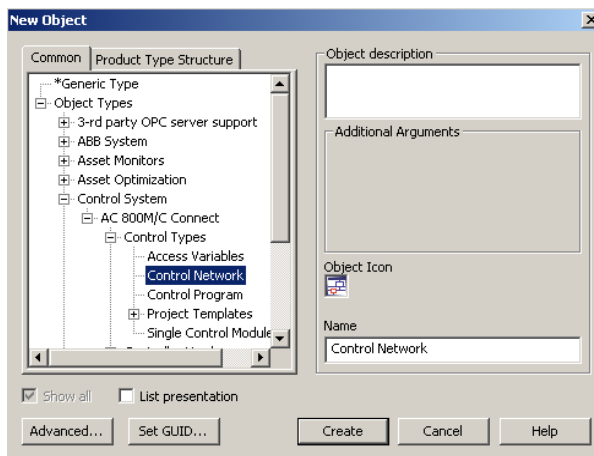 New Object
Common
Product Type Structure
*Generic Type
Object Types
3-rd party OPC server support
ABB System
Asset Monitors
Asset Optimization
Control System
AC 800M/C Connect
Control Types
Access Variables
Control Network
Control Program
Project Templates
Single Control Module
Object description
Additional Arguments
Object Icon
Name
Control Network
Show all
List presentation
Advanced...
Set GUID...
Create
Cancel
Help